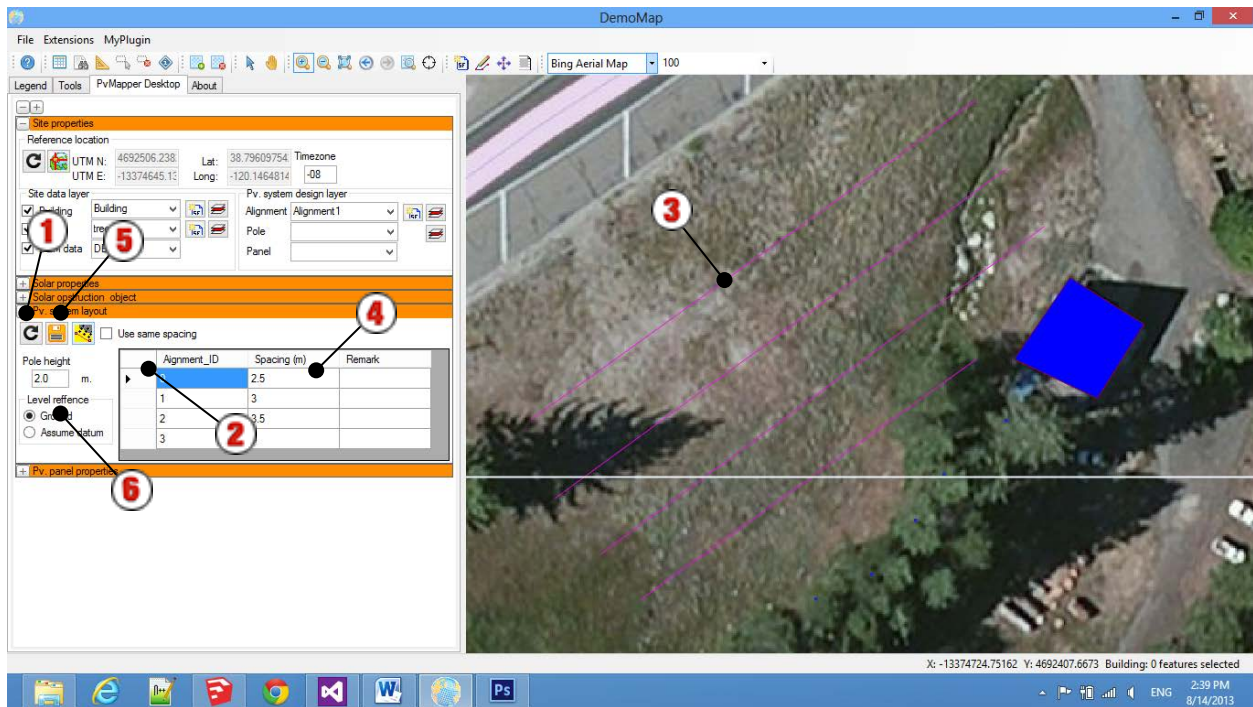 DemoMap
File Extensions MyPlugin
Bing Aerial Map 100
Legend Tools PvMapper Desktop About
Site properties
Reference location
UTM N: 4692506.238 Lat: 38.79609754 Timezone
UTM E: -13374645.13 Long: -120.1464814 -08
Site data layer Pv. system design layer
Building Building Alignment Alignment1
Pole
data Panel
1
5
3
Solar properties
Solar opstruction object
Pv. system layout
4
Use same spacing
Pole height
2.0 m.
Level reffence
Ground
Assume datum
Aignment_ID Spacing (m) Remark
2.5
1 3
2 3.5
3
2
Pv. panel properties
6
X: -13374724.75162 Y: 4692407.6673 Building: 0 features selected
n++
W
Ps
ENG
2:39 PM
8/14/2013